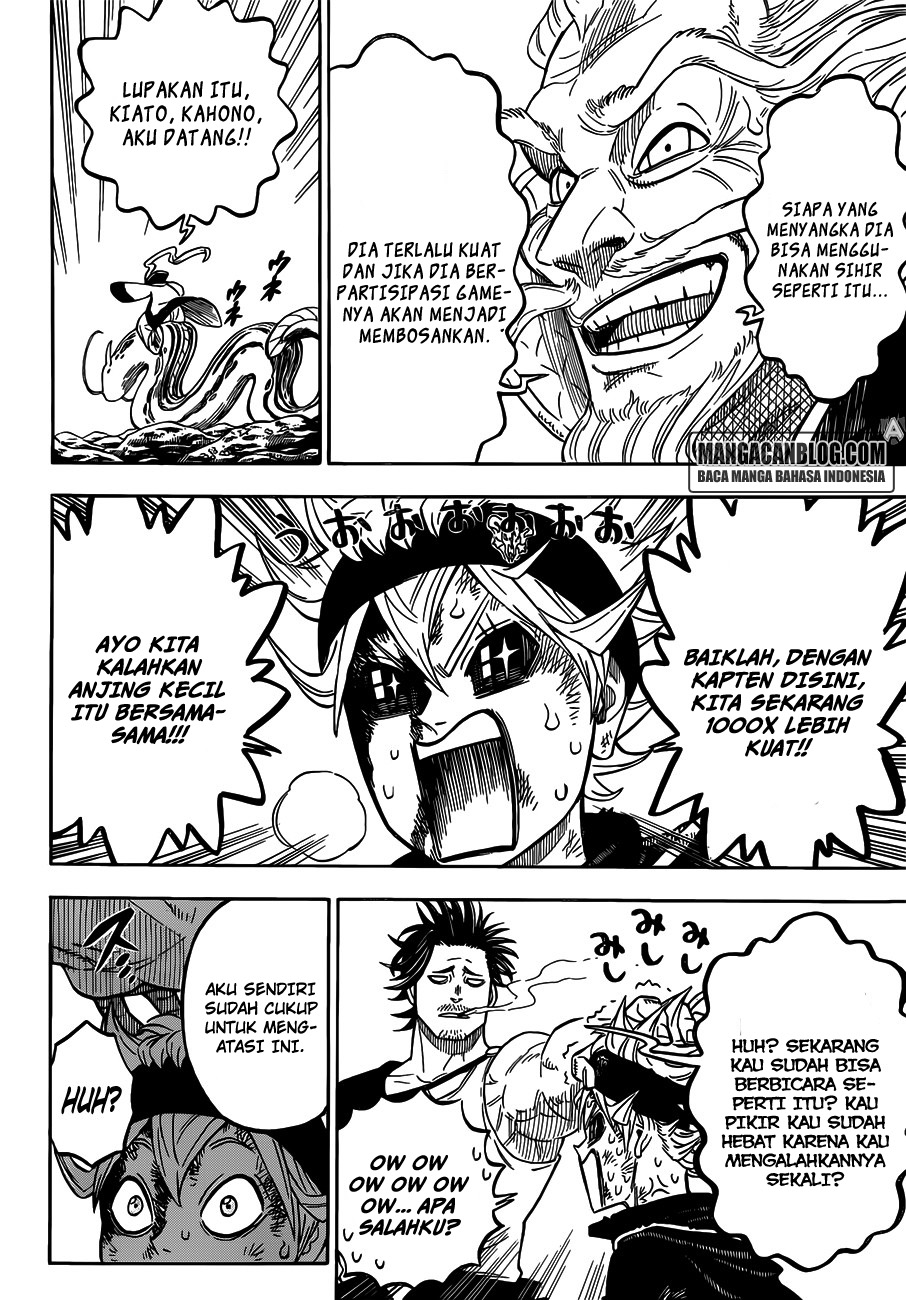 SIAPA YANG
MENYANGKA DIA
BISA MENGGU-
NAKAN SIHIR
SEPERTI ITU...
DIA TERLALU KUAT
DAN JIKA DIA BER-
PARTISIPASI GAME-
NYA AKAN MENJADI
MEMBOSANKAN.
LUPAKAN ITU,
KIATO, KAHONO,
AKU DATANG!!
ウネ
ウネ
MANGACANBLOG.COM
BACA MANGA BAHASA INDONESIA
うおおおおおお
BAIKLAH, DENGAN
KAPTEN DISINI,
KITA SEKARANG
1000X LEBIH
KUAT!!
AYO KITA
KALAHKAN
ANJING KECIL
ITU BERSAMA-
SAMA!!!
HUH? SEKARANG
KAU SUDAH BISA
BERBICARA SE-
PERTI ITU? KAU
PIKIR KAU SUDAH
HEBAT KARENA KAU
MENGALAHKANNYA
SEKALI?
みし
みし
みし
OW OW
OW OW OW
OW... APA
SALAHKU?
AKU SENDIRI
SUDAH CUKUP
UNTUK MENG-
ATASI INI.
HUH?